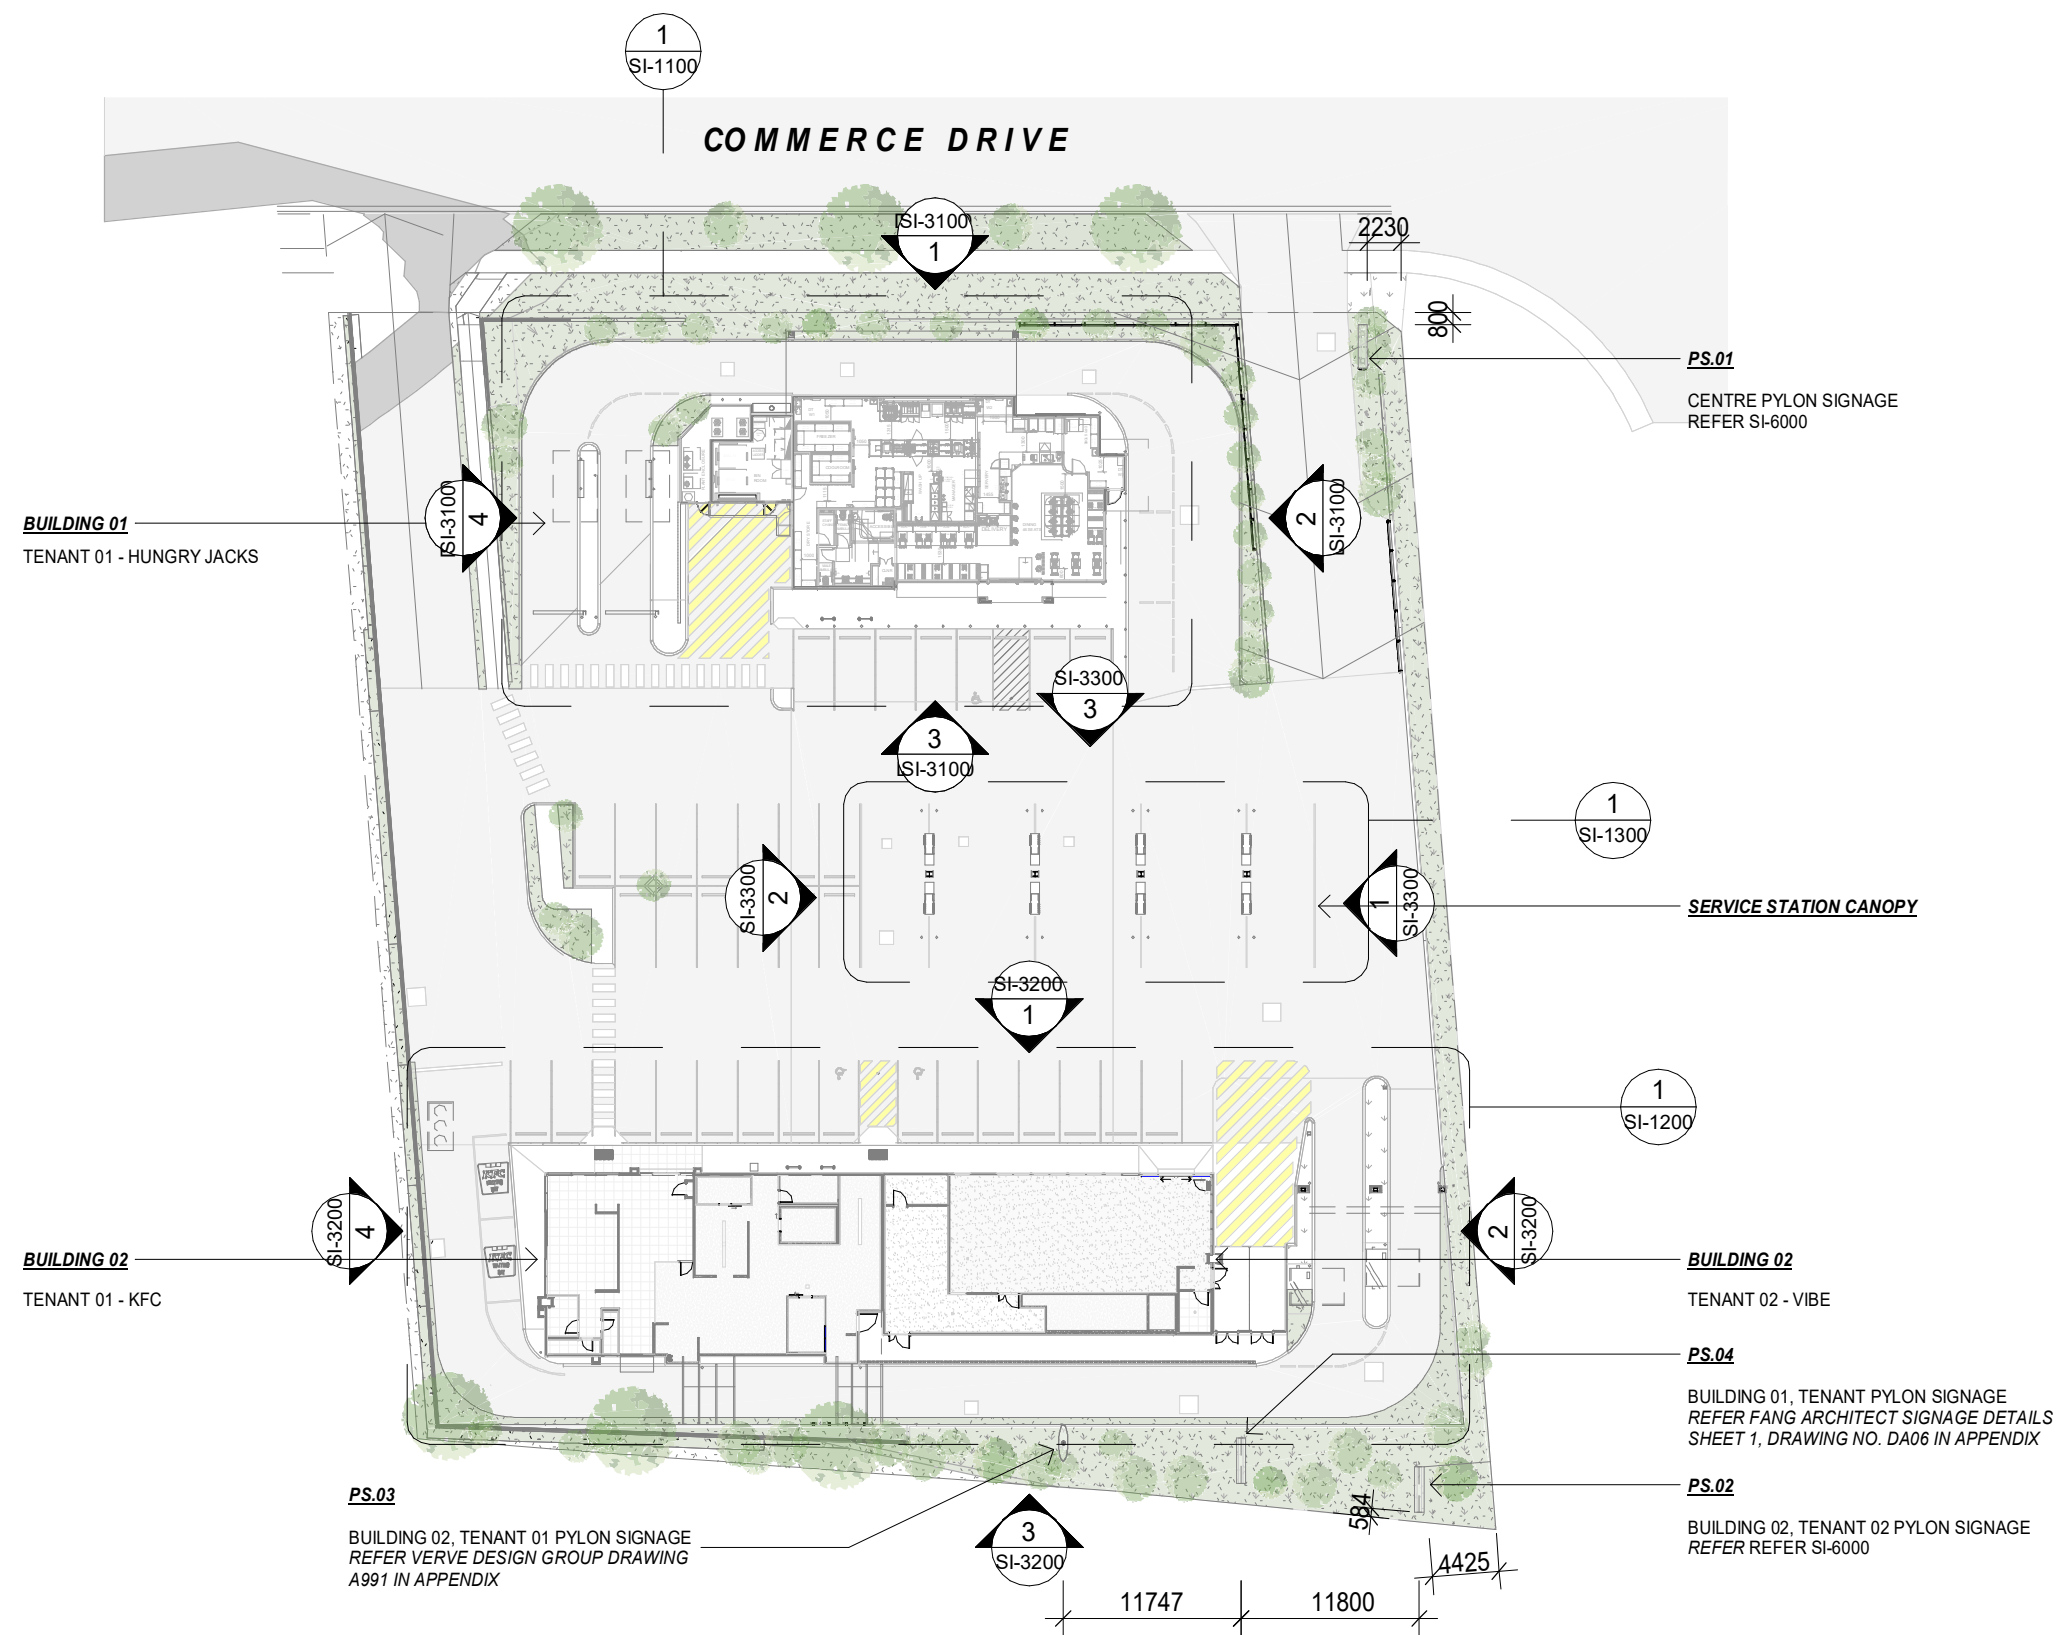 1
SI-1100
COMMERCE DRIVE
SI-3100
1
2230
800
PS.01
CENTRE PYLON SIGNAGE
REFER SI-6000
BUILDING 01
TENANT 01 - HUNGRY JACKS
SI-3100
4
2
SI-3100
SI-3300
3
3
SI-3100
1
SI-1300
SI-3300
2
1
SI-3300
SERVICE STATION CANOPY
SI-3200
1
1
SI-1200
SI-3200
4
2
SI-3200
BUILDING 02
TENANT 01 - KFC
BUILDING 02
TENANT 02 - VIBE
PS.04
BUILDING 01, TENANT PYLON SIGNAGE
REFER FANG ARCHITECT SIGNAGE DETAILS
SHEET 1, DRAWING NO. DA06 IN APPENDIX
PS.03
BUILDING 02, TENANT 01 PYLON SIGNAGE
REFER VERVE DESIGN GROUP DRAWING
A991 IN APPENDIX
PS.02
BUILDING 02, TENANT 02 PYLON SIGNAGE
REFER REFER SI-6000
584
4425
3
SI-3200
11747
11800